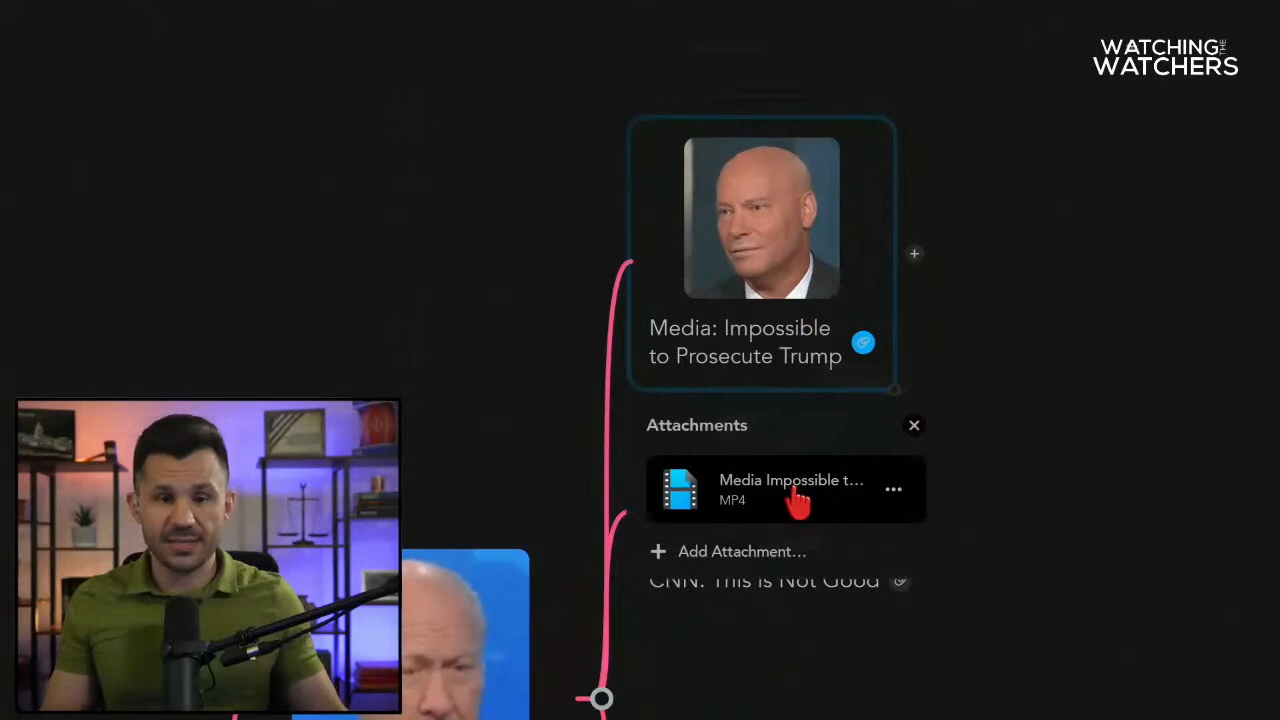 WATCHING THE
WATCHERS
Media: Impossible
to Prosecute Trump
Attachments
Media Impossible t...
MP4
Add Attachment...
CNN: This is Not Good